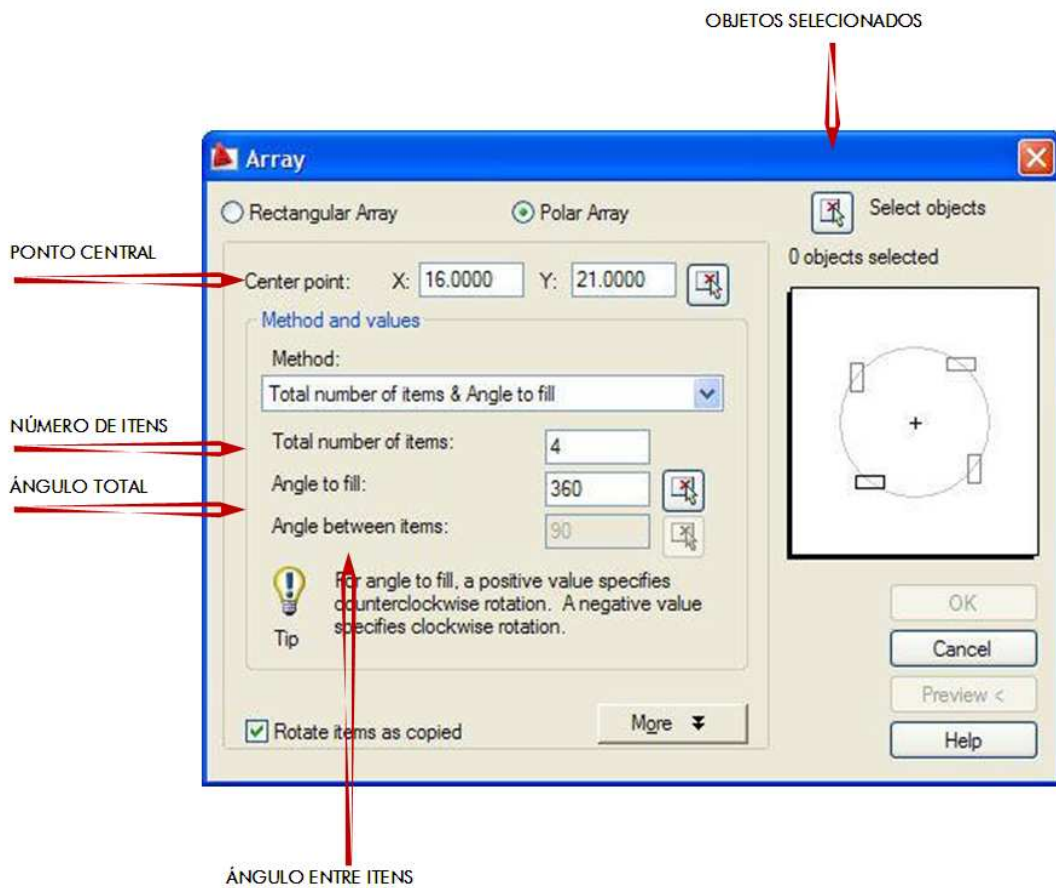 OBJETOS SELECIONADOS
Array
Rectangular Array
Polar Array
Select objects
PONTO CENTRAL
0 objects selected
Center point: X: 16.0000 Y: 21.0000
Method and values
Method:
Total number of items & Angle to fill
NÚMERO DE ITENS
Total number of items: 4
ÁNGULO TOTAL
Angle to fill: 360
Angle between items: 90
For angle to fill, a positive value specifies
counterclockwise rotation. A negative value
specifies clockwise rotation.
Tip
OK
Cancel
Preview <
Rotate items as copied
More
Help
ÁNGULO ENTRE ITENS